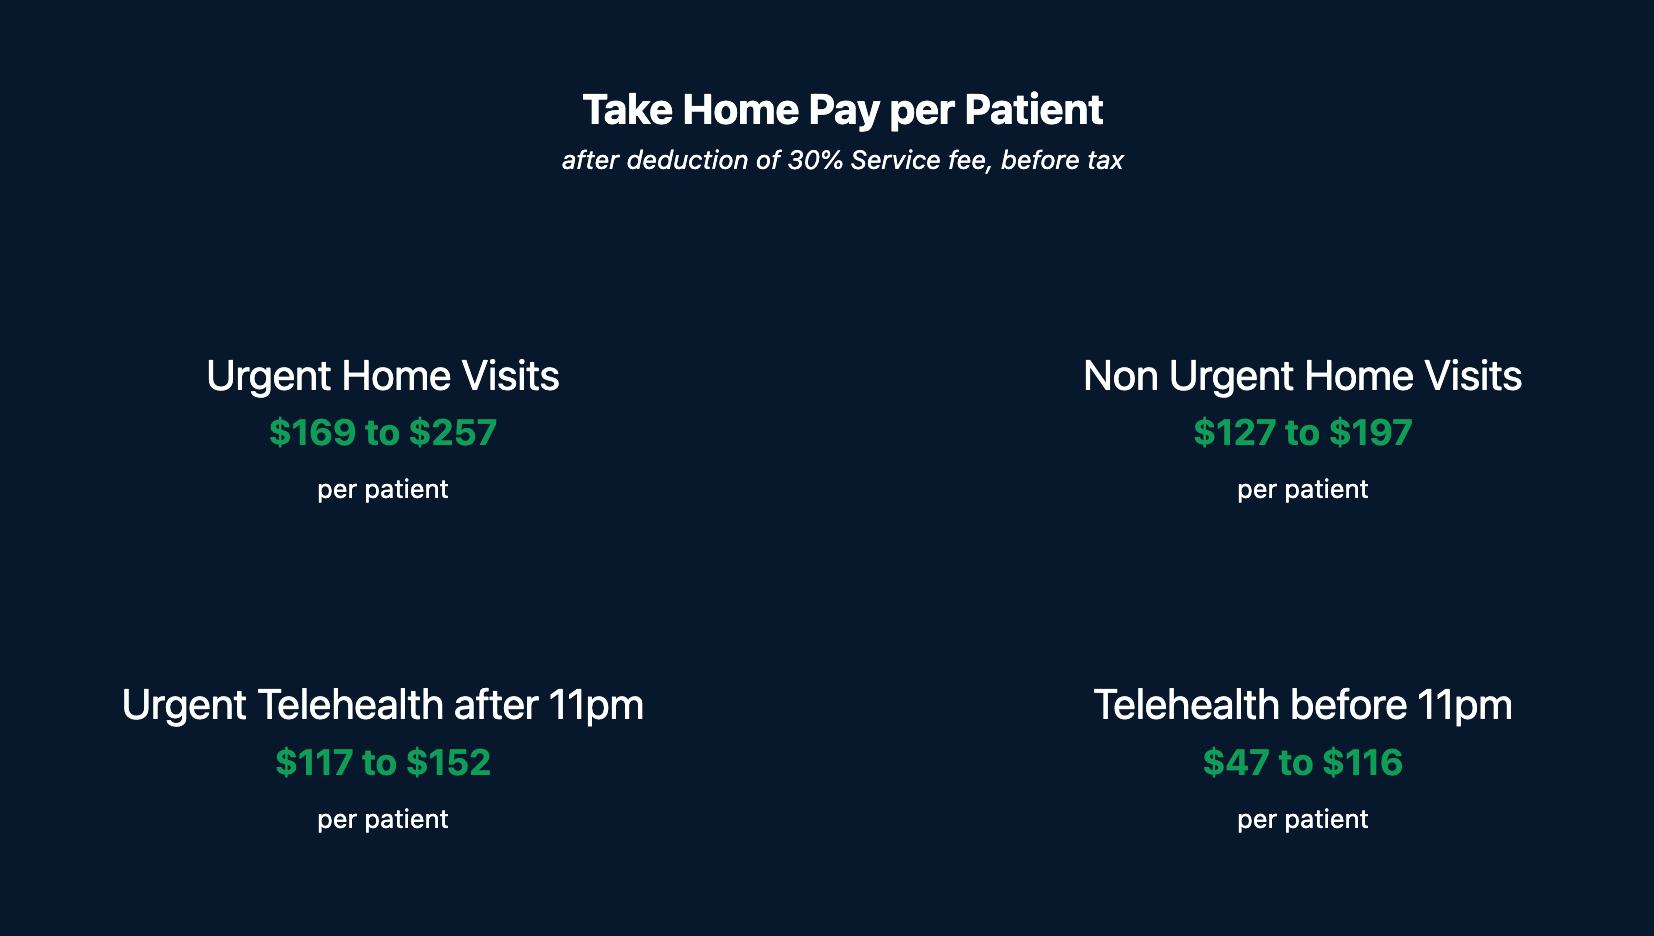 Take Home Pay per Patient
after deduction of 30% Service fee, before tax
Urgent Home Visits
$169 to $257
per patient
Non Urgent Home Visits
$127 to $197
per patient
Urgent Telehealth after 11pm
$117 to $152
per patient
Telehealth before 11pm
$47 to $116
per patient